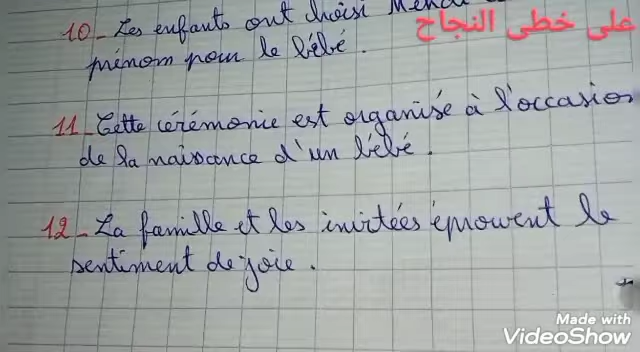 10_ Les enfants ont choisi
على خطى النجاح
prénom pour le bébé.
11_ Cette cérémonie est organisé à l'occasion
de la naissance d'un bébé.
12_ La famille et les invitées éprouvent le
sentiment de joie.
Made with
VideoShow